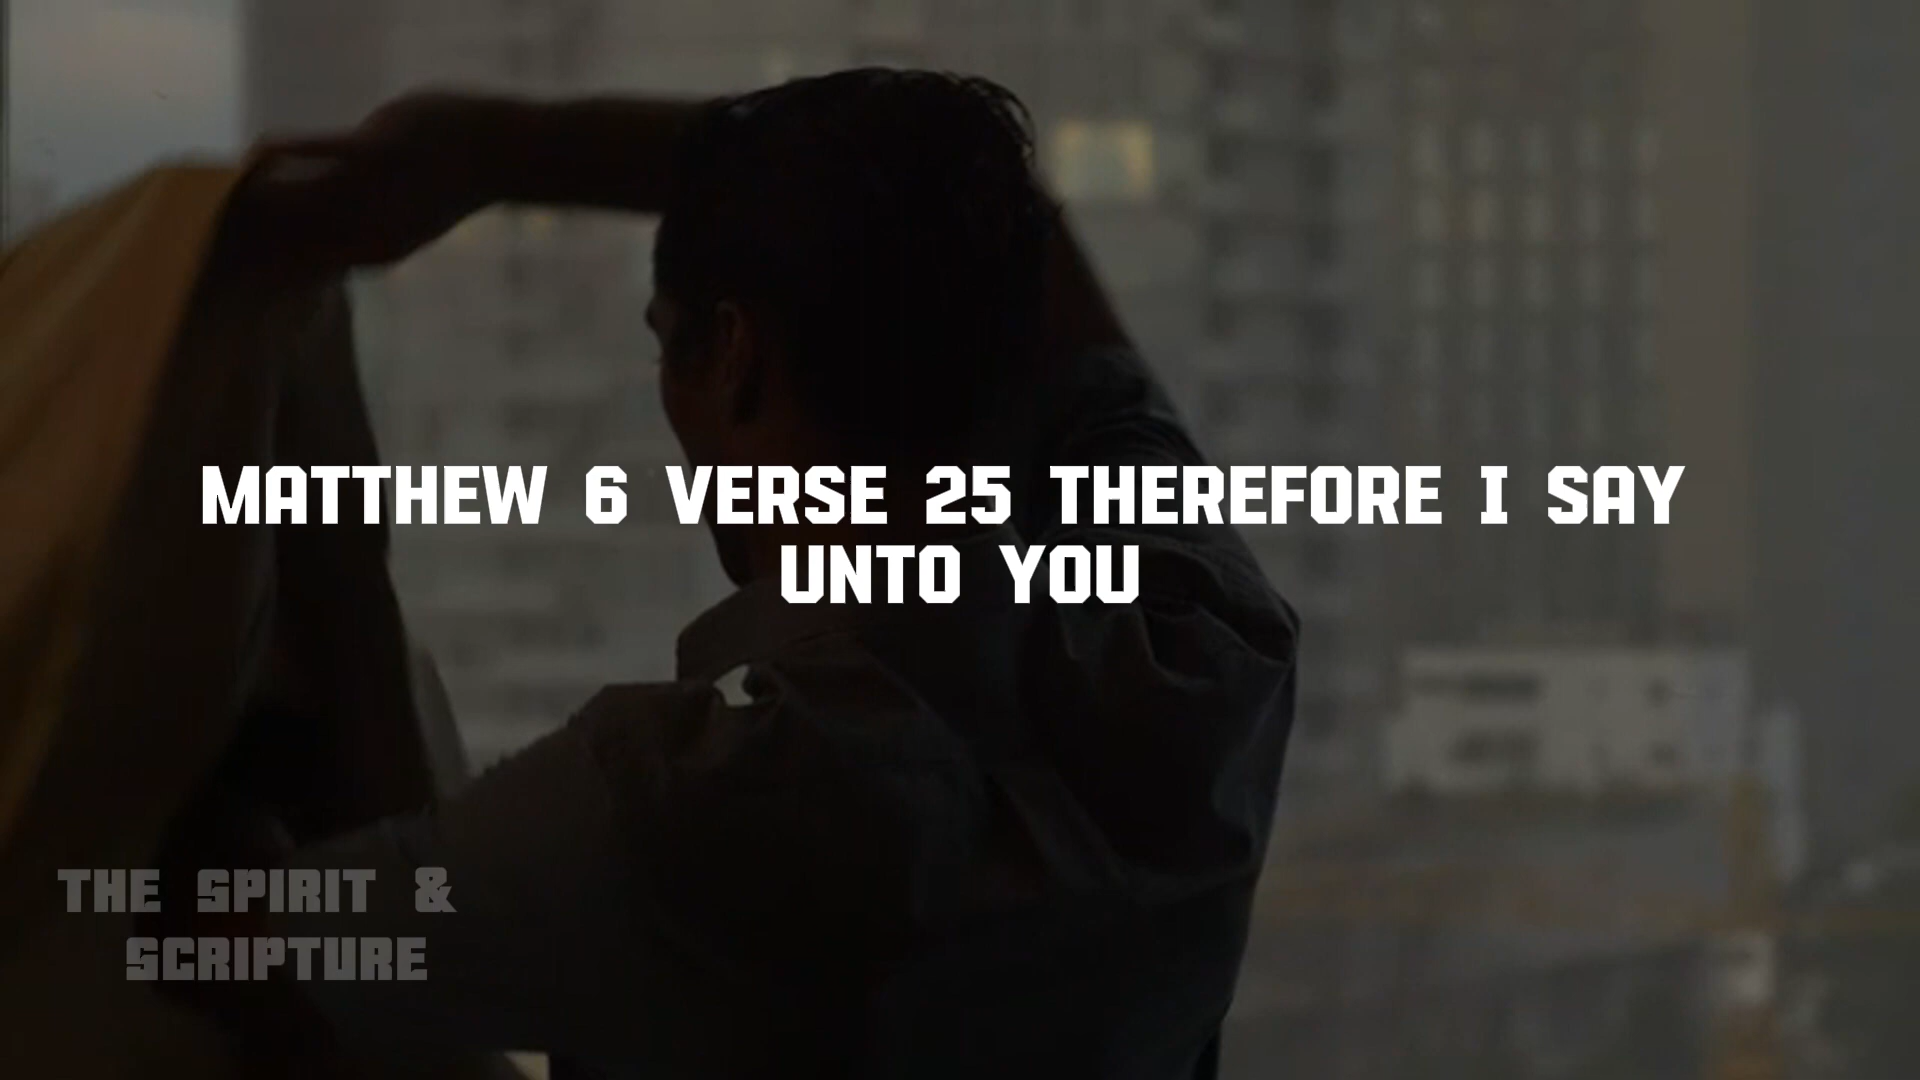 MATTHEW 6 VERSE 25 THEREFORE I SAY
UNTO YOU
THE SPIRIT &
SCRIPTURE